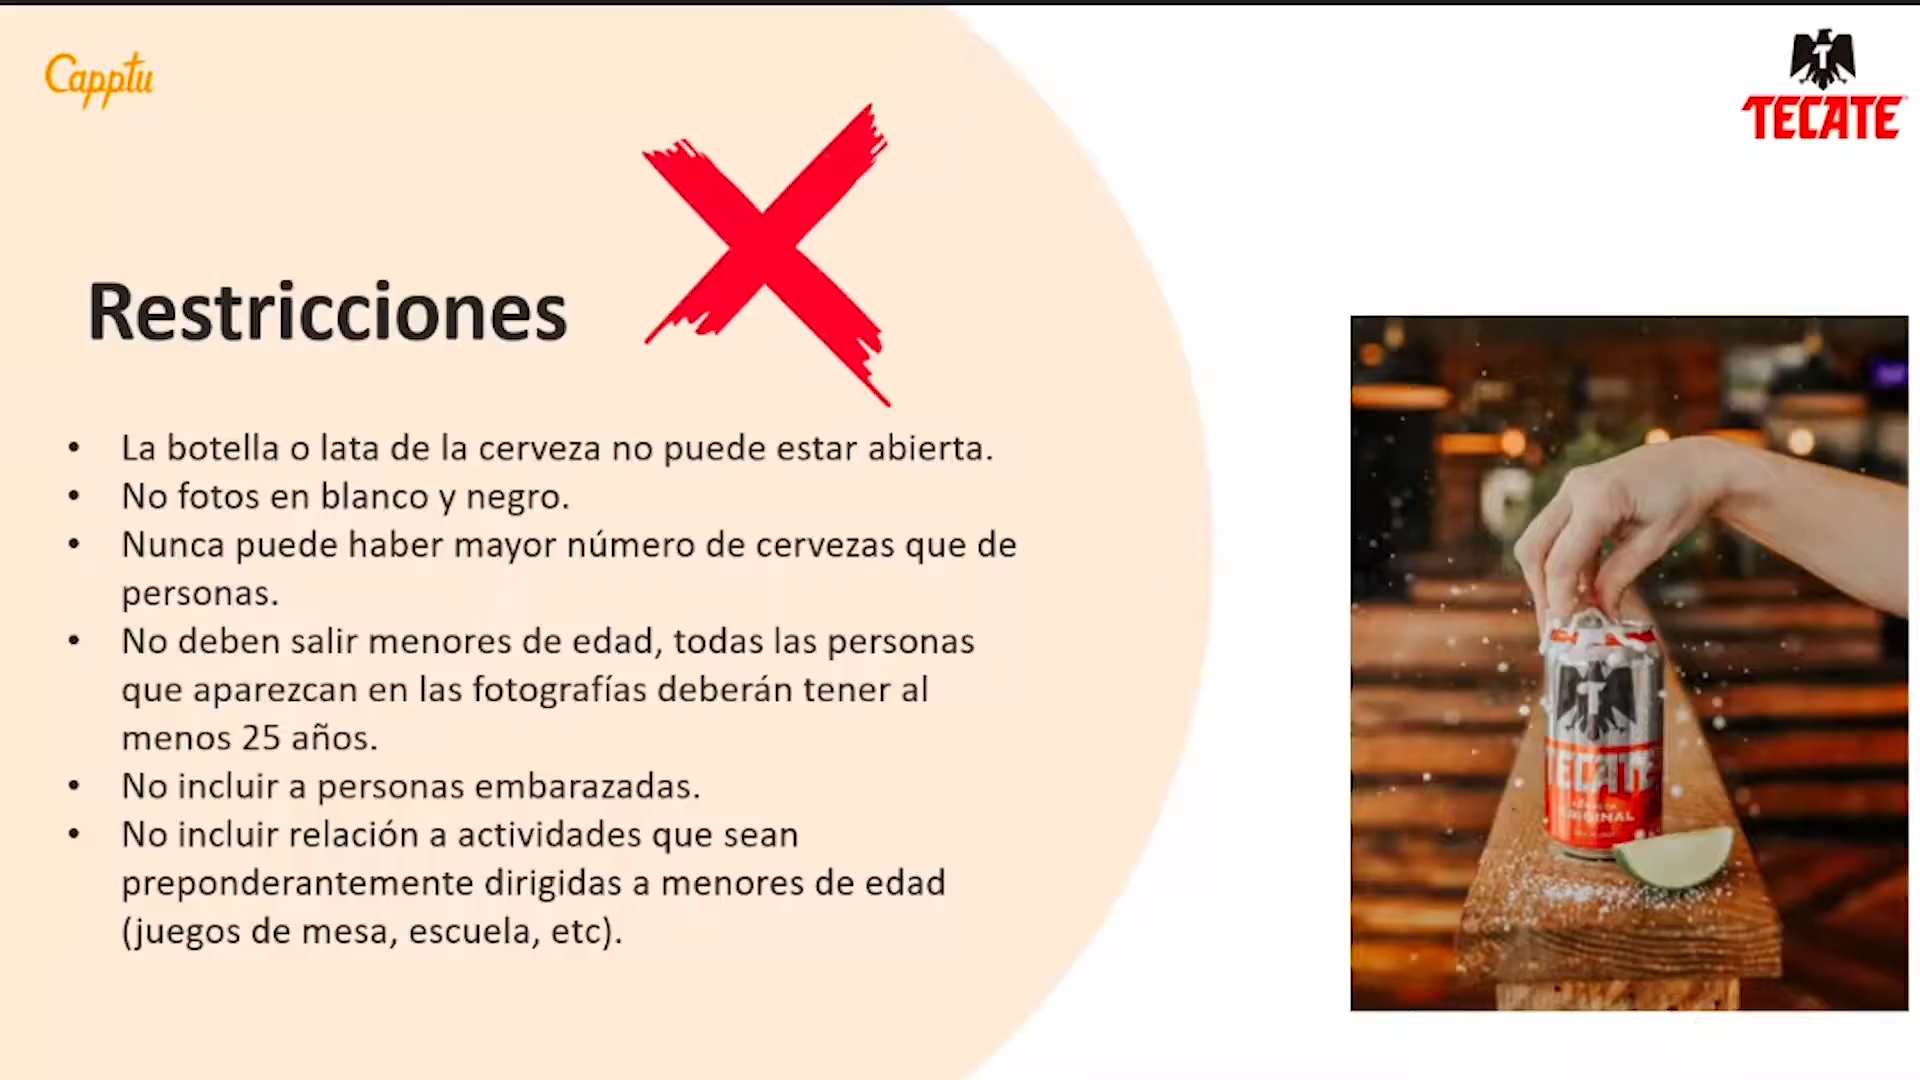 Capptu
T
TECATE
Restricciones
• La botella o lata de la cerveza no puede estar abierta.
• No fotos en blanco y negro.
• Nunca puede haber mayor número de cervezas que de
personas.
• No deben salir menores de edad, todas las personas
que aparezcan en las fotografías deberán tener al
menos 25 años.
• No incluir a personas embarazadas.
• No incluir relación a actividades que sean
preponderantemente dirigidas a menores de edad
(juegos de mesa, escuela, etc).
T
TECATE
ORIGINAL